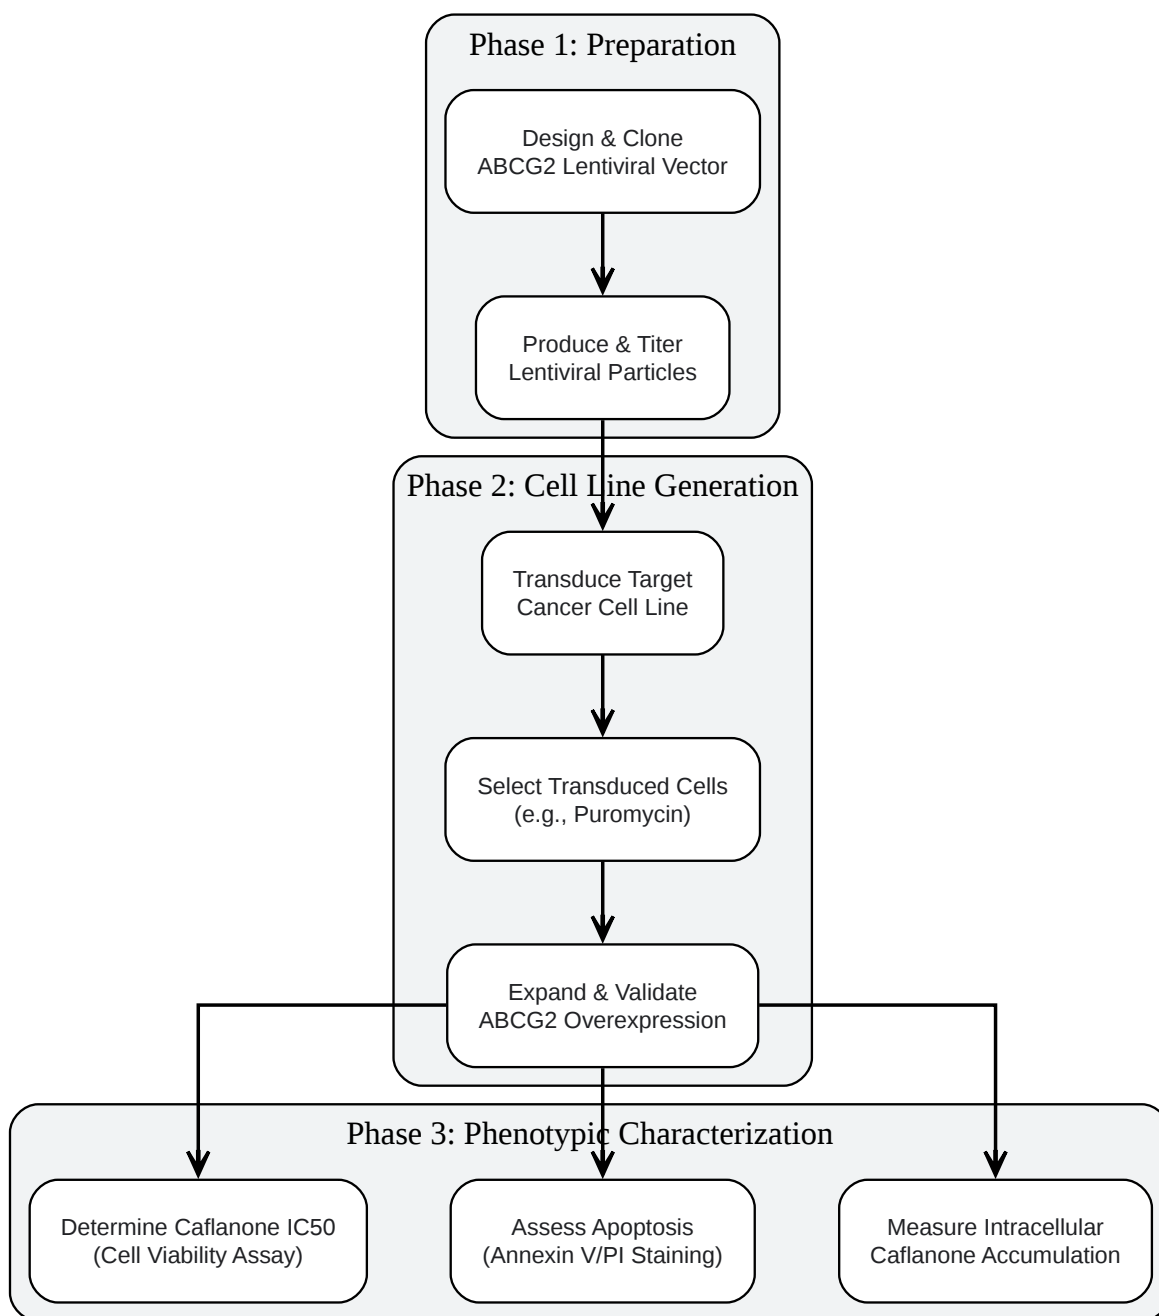 Phase 1: Preparation
Design & Clone
ABCG2 Lentiviral Vector
Produce & Titer
Lentiviral Particles
Phase 2: Cell Line Generation
Transduce Target
Cancer Cell Line
Select Transduced Cells
(e.g., Puromycin)
Expand & Validate
ABCG2 Overexpression
Phase 3: Phenotypic Characterization
Determine Caflanone IC50
(Cell Viability Assay)
Assess Apoptosis
(Annexin V/PI Staining)
Measure Intracellular
Caflanone Accumulation